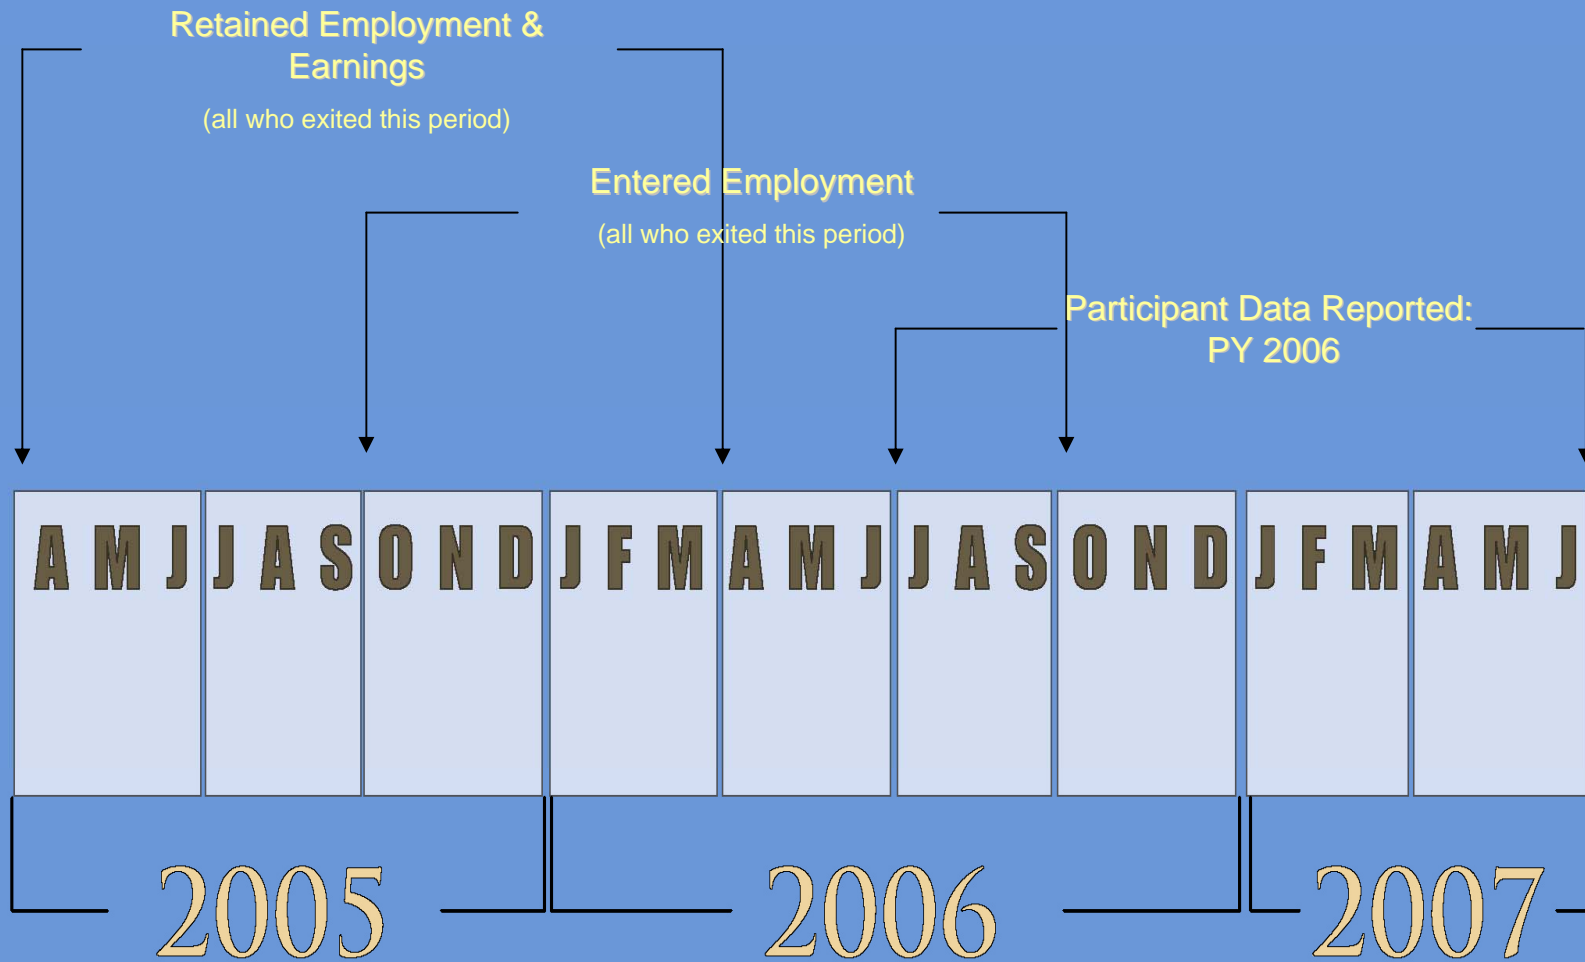 Retained Employment &
Earnings
(all who exited this period)
Entered Employment
(all who exited this period)
Participant Data Reported:
PY 2006
A M J J A S O N D J F M A M J J A S O N D J F M A M J
2005 2006 2007